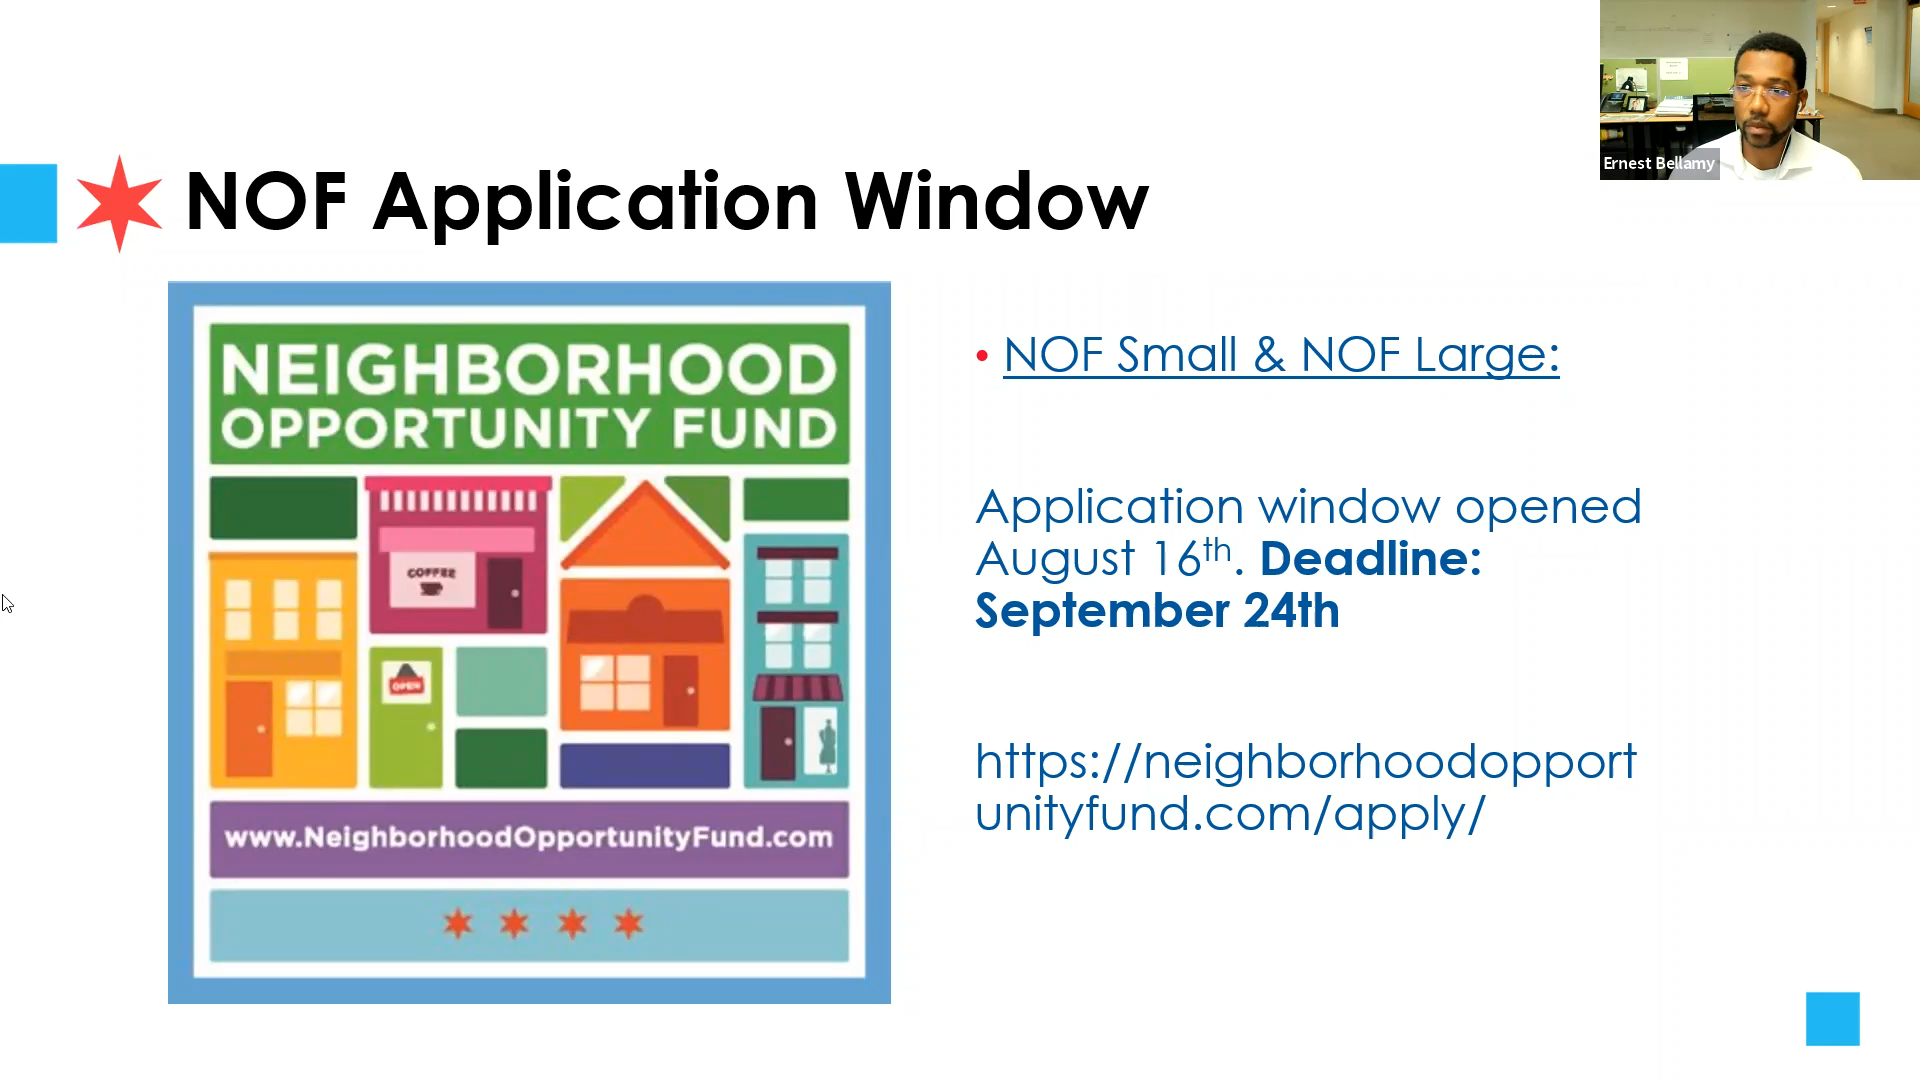 Ernest Bellamy
NOF Application Window
NEIGHBORHOOD
OPPORTUNITY FUND
COFFEE
OPEN
www.NeighborhoodOpportunityFund.com
• NOF Small & NOF Large:
Application window opened
August 16th. Deadline:
September 24th
https://neighborhoodopport
unityfund.com/apply/